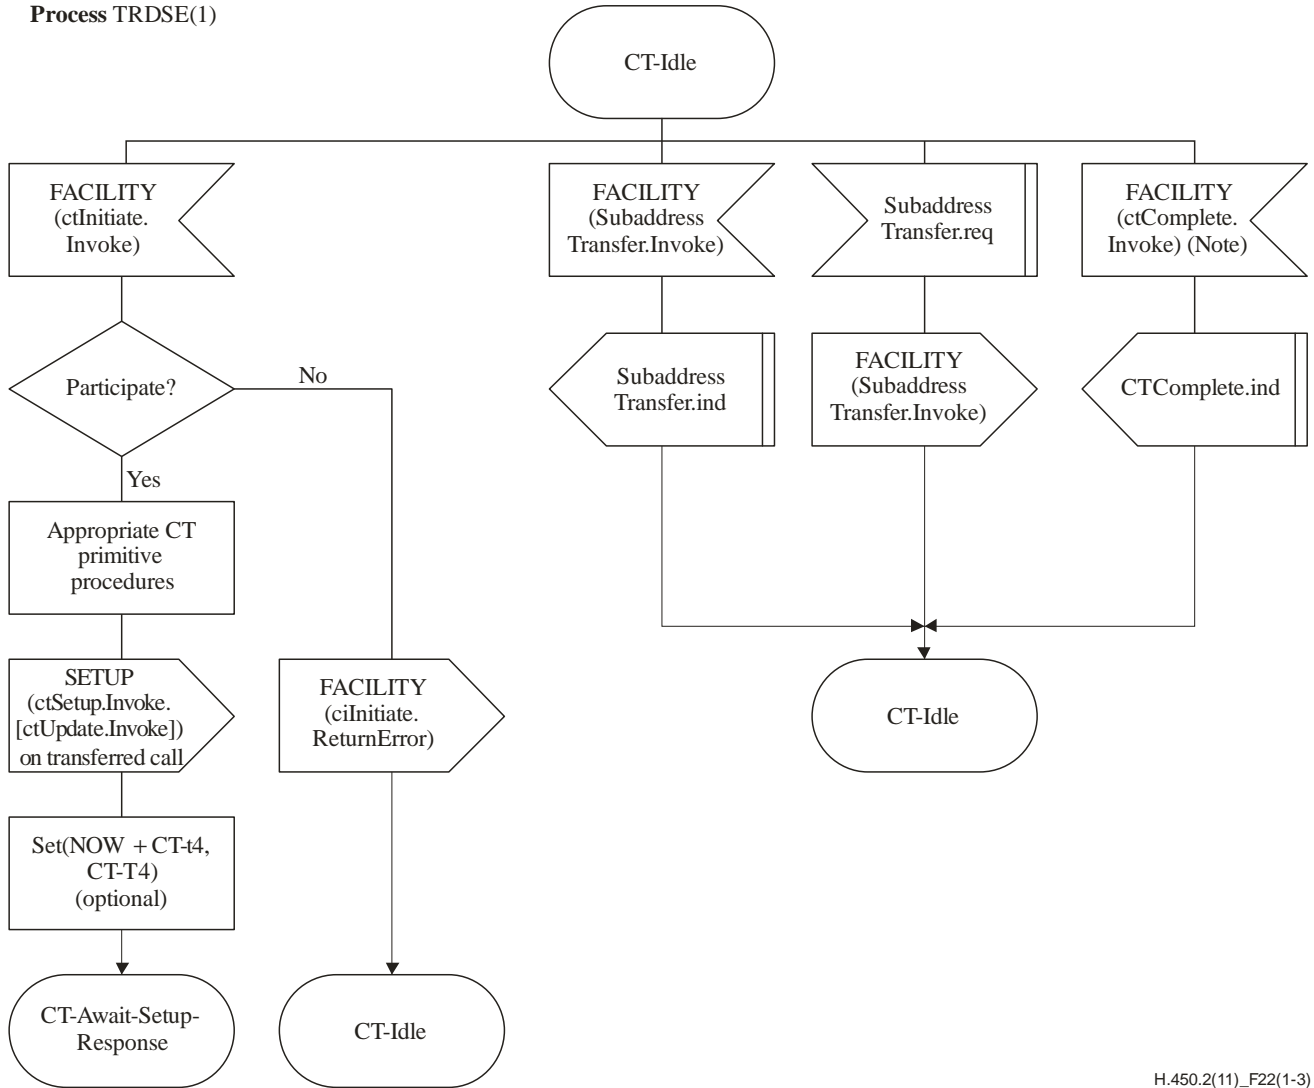 Process TRDSE(1)
CT-Idle
FACILITY
(ctInitiate.
Invoke)
FACILITY
(Subaddress
Transfer.Invoke)
Subaddress
Transfer.req
FACILITY
(ctComplete.
Invoke) (Note)
Participate?
No
Yes
Subaddress
Transfer.ind
FACILITY
(Subaddress
Transfer.Invoke)
CTComplete.ind
Appropriate CT
primitive
procedures
SETUP
(ctSetup.Invoke.
[ctUpdate.Invoke])
on transferred call
FACILITY
(ciInitiate.
ReturnError)
CT-Idle
Set(NOW + CT-t4,
CT-T4)
(optional)
CT-Await-Setup-
Response
CT-Idle
H.450.2(11)_F22(1-3)